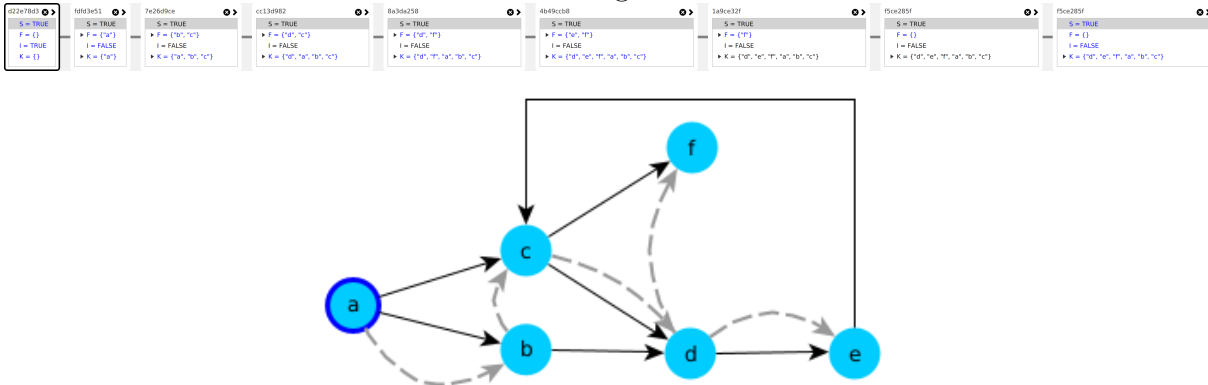 d22e78d3
S = TRUE
F = {}
I = TRUE
K = {}
fdfd3e51
S = TRUE
F = {"a"}
I = FALSE
K = {"a"}
7e26d9ce
S = TRUE
F = {"b", "c"}
I = FALSE
K = {"a", "b", "c"}
cc13d982
S = TRUE
F = {"d", "c"}
I = FALSE
K = {"d", "a", "b", "c"}
8a3da258
S = TRUE
F = {"d", "f"}
I = FALSE
K = {"d", "f", "a", "b", "c"}
4b49ccb8
S = TRUE
F = {"e", "f"}
I = FALSE
K = {"d", "e", "f", "a", "b", "c"}
1a9ce32f
S = TRUE
F = {"f"}
I = FALSE
K = {"d", "e", "f", "a", "b", "c"}
f5ce285f
S = TRUE
F = {}
I = FALSE
K = {"d", "e", "f", "a", "b", "c"}
f5ce285f
S = TRUE
F = {}
I = FALSE
K = {"d", "e", "f", "a", "b", "c"}
f
c
a
b
d
e